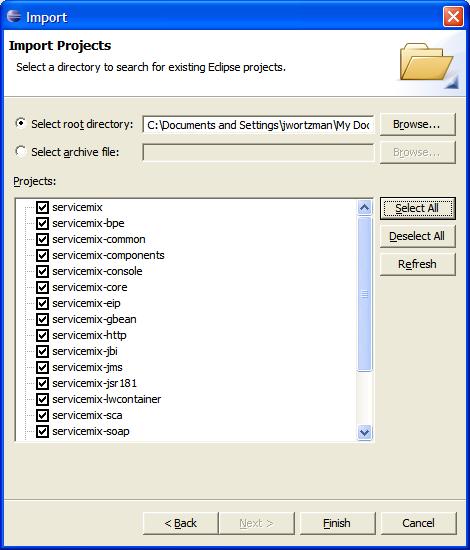 Import
Import Projects
Select a directory to search for existing Eclipse projects.
Select root directory: C:\Documents and Settings\jwortzman\My Doc Browse...
Select archive file: Browse...
Projects:
servicemix
servicemix-bpe
servicemix-common
servicemix-components
servicemix-console
servicemix-core
servicemix-eip
servicemix-gbean
servicemix-http
servicemix-jbi
servicemix-jms
servicemix-jsr181
servicemix-lwcontainer
servicemix-sca
servicemix-soap
Select All
Deselect All
Refresh
< Back Next > Finish Cancel